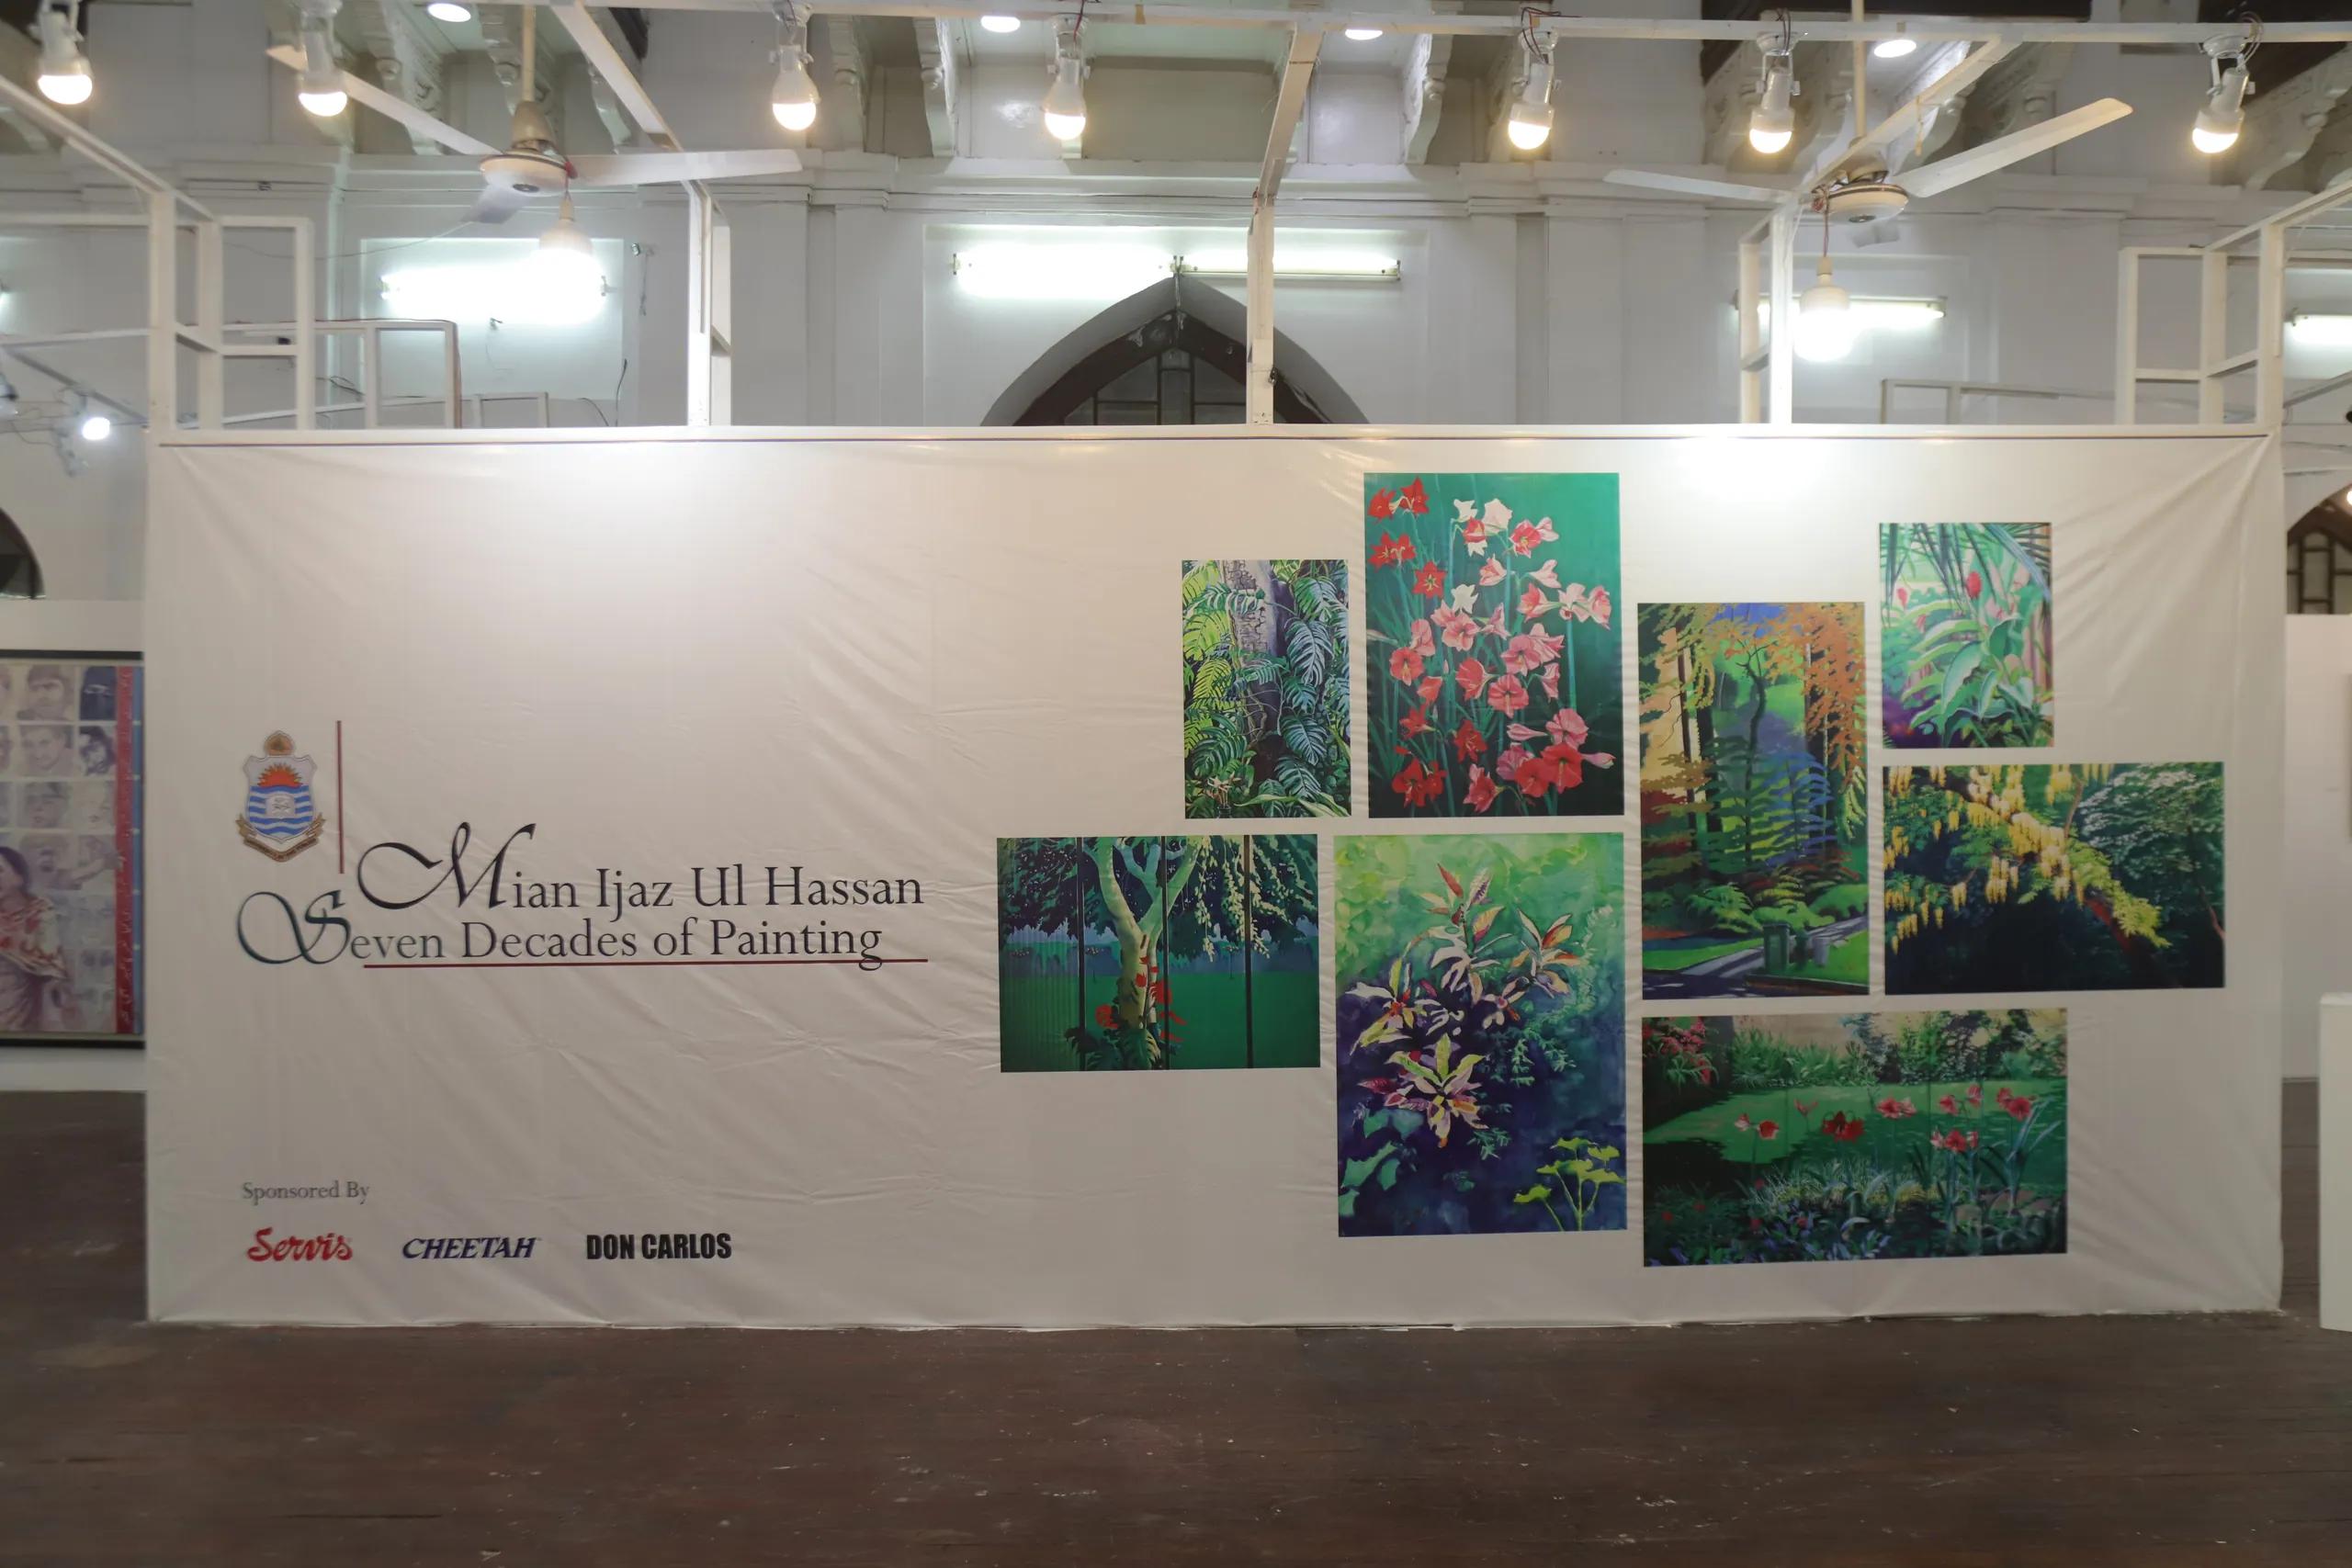 Mian Ijaz Ul Hassan
Seven Decades of Painting
Sponsored By
Servis
CHEETAH
DON CARLOS